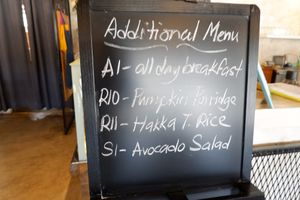 Additional Menu
A1- all day breakfast
R10 - Pumpkin Porridge
R11 - Hakka T. Rice
S1 - Avocado Salad